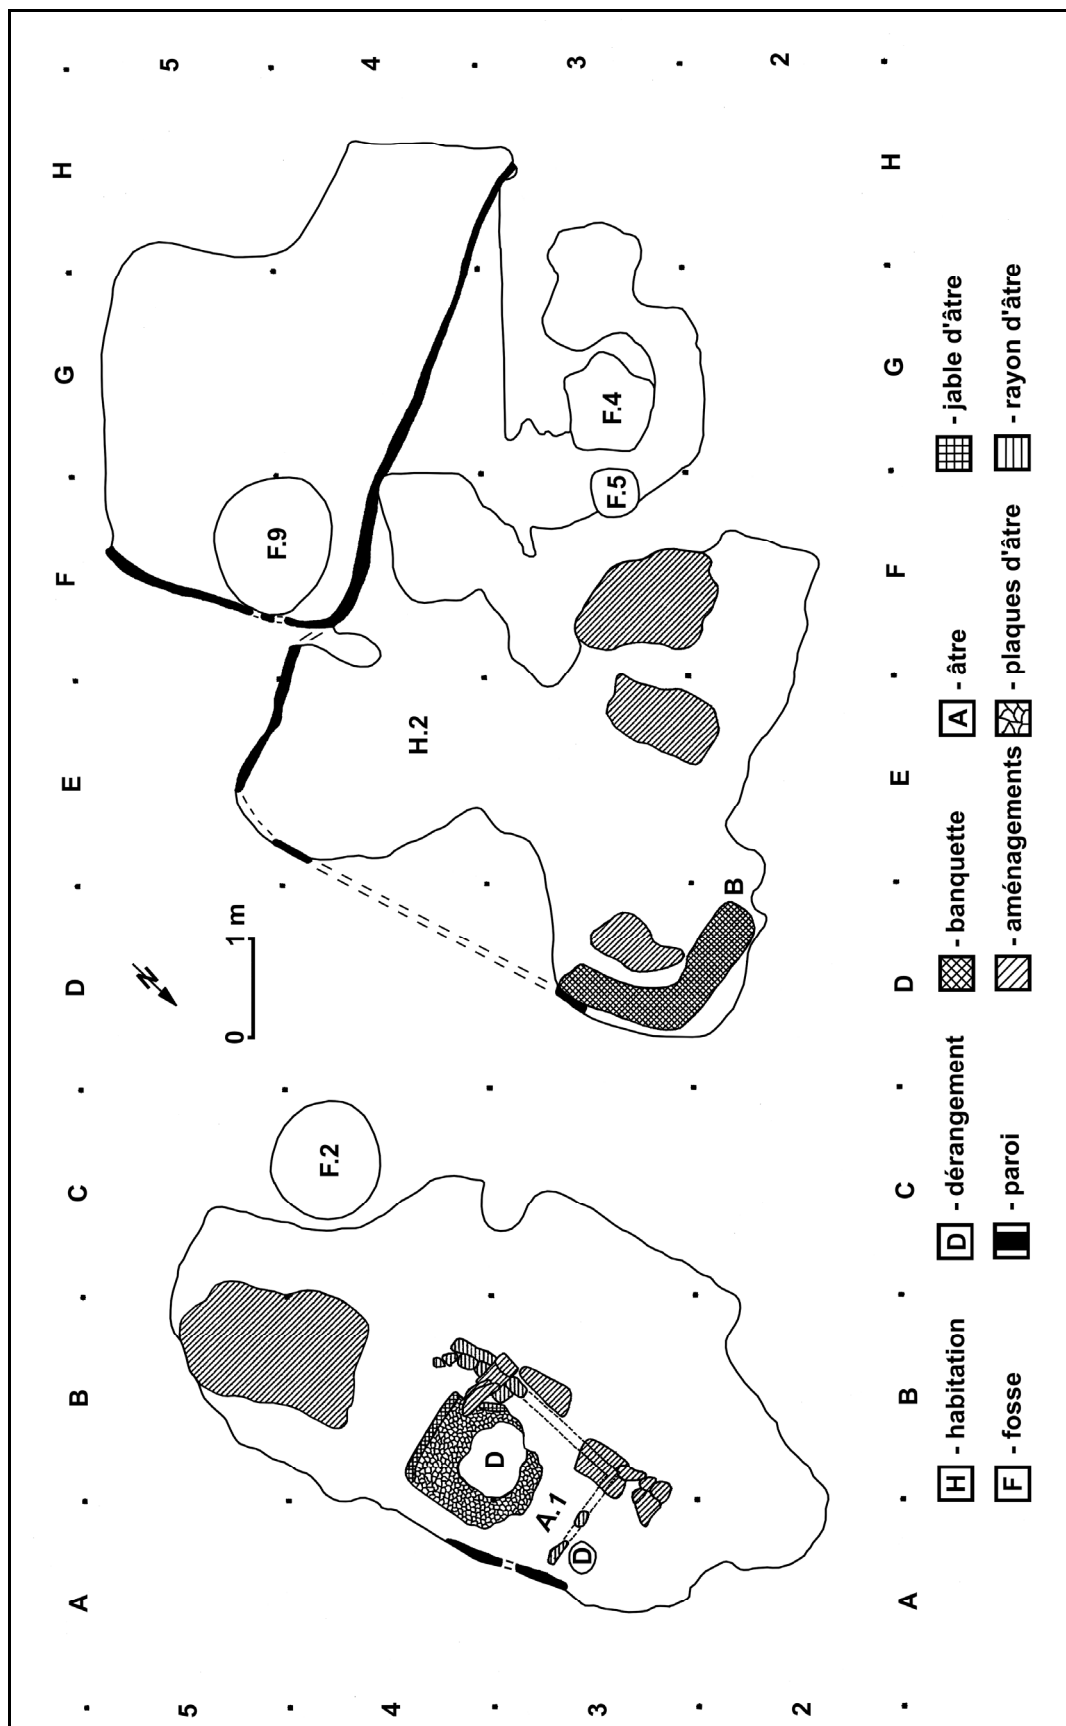 A B C D E F G H
5 5
N
0 1 m
F.9
F.2
4 4
H.2
D
A.1
D
3 3
F.5 F.4
B
2 2
A B C D E F G H
H - habitation D - dérangement - banquette A - âtre - jable d'âtre
F - fosse - paroi - aménagements - plaques d'âtre - rayon d'âtre